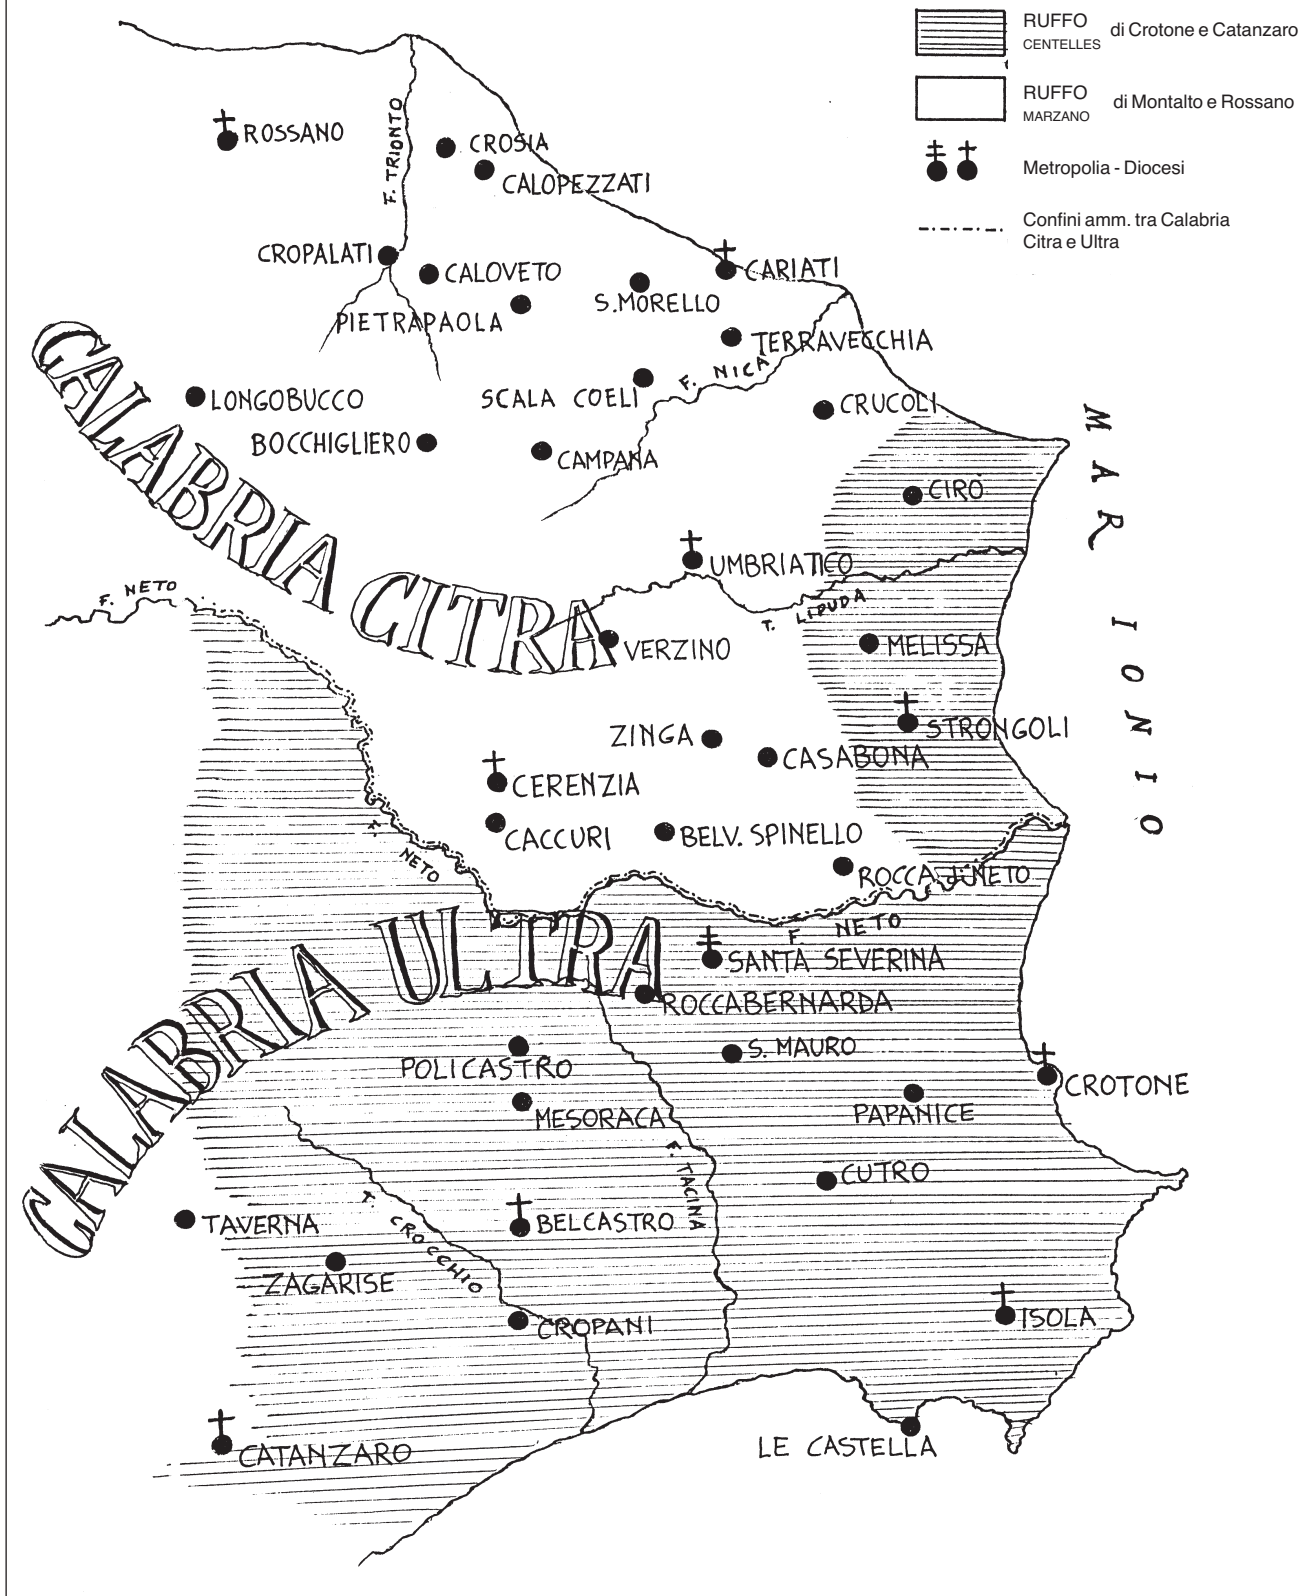 RUFFO
CENTELLES
di Crotone e Catanzaro
RUFFO
MARZANO
di Montalto e Rossano
Metropolia - Diocesi
Confini amm. tra Calabria
Citra e Ultra
ROSSANO
F. TRIONTO
CROSIA
CALOPEZZATI
CROPALATI
CALOVETO
CARIATI
S. MORELLO
PIETRAPAOLA
TERRAVECCHIA
F. NICA
LONGOBUCCO
SCALA COELI
CRUCOLI
BOCCHIGLIERO
CAMPANA
CIRÒ
MAR IONIO
CALABRIA CITRA
UMBRIATICO
F. NETO
T. LIPUDA
VERZINO
MELISSA
STRONGOLI
ZINGA
CASABONA
CERENZIA
CACCURI
BELV. SPINELLO
F. NETO
ROCCA di NETO
F. NETO
CALABRIA ULTRA
SANTA SEVERINA
ROCCABERNARDA
S. MAURO
POLICASTRO
CROTONE
MESORACA
PAPANICE
F. TACINA
CUTRO
TAVERNA
T. CROCCHIO
BELCASTRO
ZAGARISE
CROPANI
ISOLA
CATANZARO
LE CASTELLA